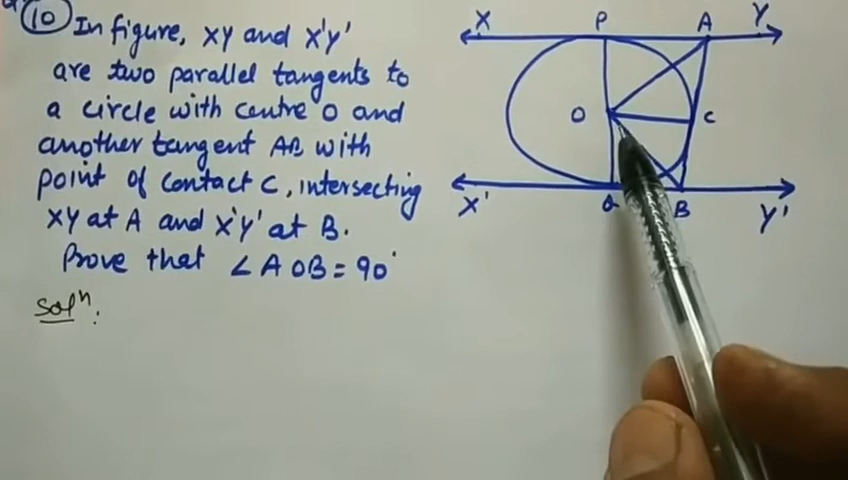 10 In figure, XY and X'Y'
are two parallel tangents to
a circle with centre O and
another tangent AB with
point of contact C, intersecting
XY at A and X'Y' at B.
Prove that ∠AOB = 90°
Solⁿ:
X P A Y
O C
X' Q B Y'